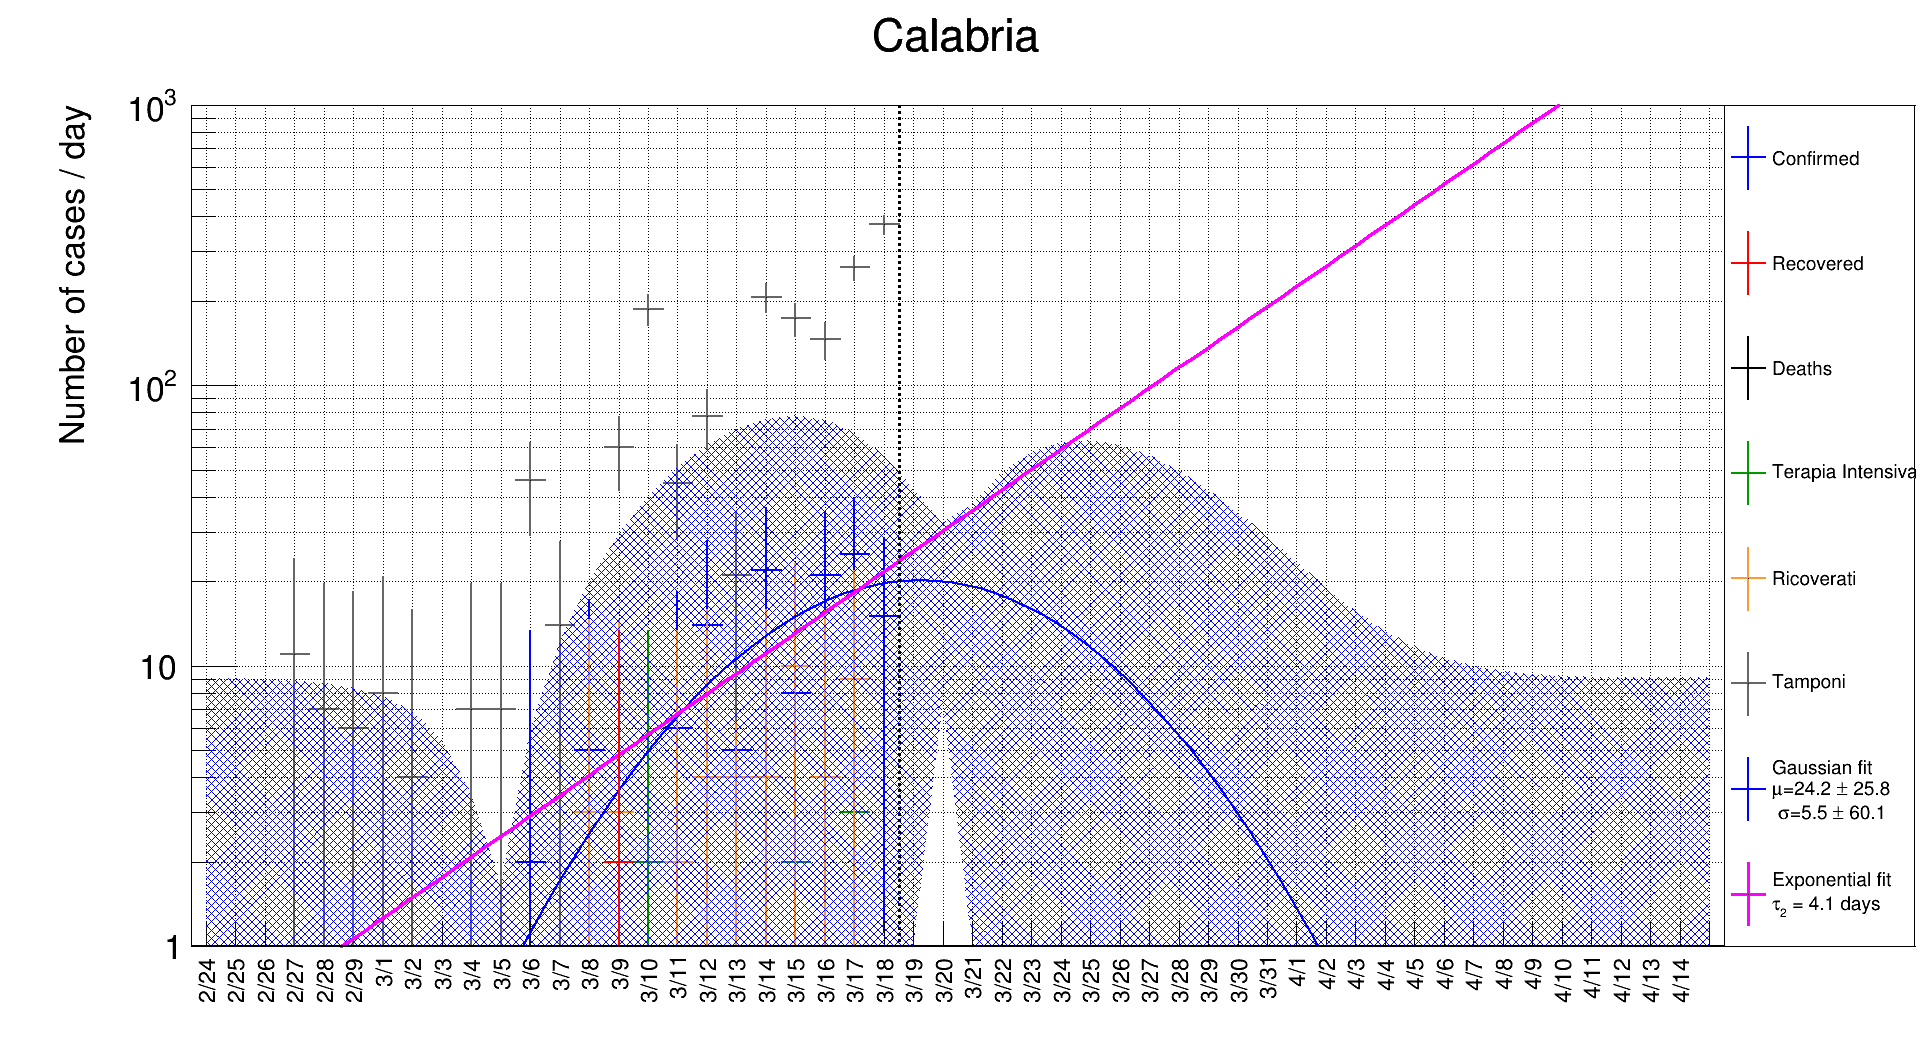 Calabria
Number of cases / day
10³
10²
10
1
2/24 2/25 2/26 2/27 2/28 2/29 3/1 3/2 3/3 3/4 3/5 3/6 3/7 3/8 3/9 3/10 3/11 3/12 3/13 3/14 3/15 3/16 3/17 3/18 3/19 3/20 3/21 3/22 3/23 3/24 3/25 3/26 3/27 3/28 3/29 3/30 3/31 4/1 4/2 4/3 4/4 4/5 4/6 4/7 4/8 4/9 4/10 4/11 4/12 4/13 4/14
Confirmed
Recovered
Deaths
Terapia Intensiva
Ricoverati
Tamponi
Gaussian fit
μ=24.2 ± 25.8
σ=5.5 ± 60.1
Exponential fit
τ₂ = 4.1 days